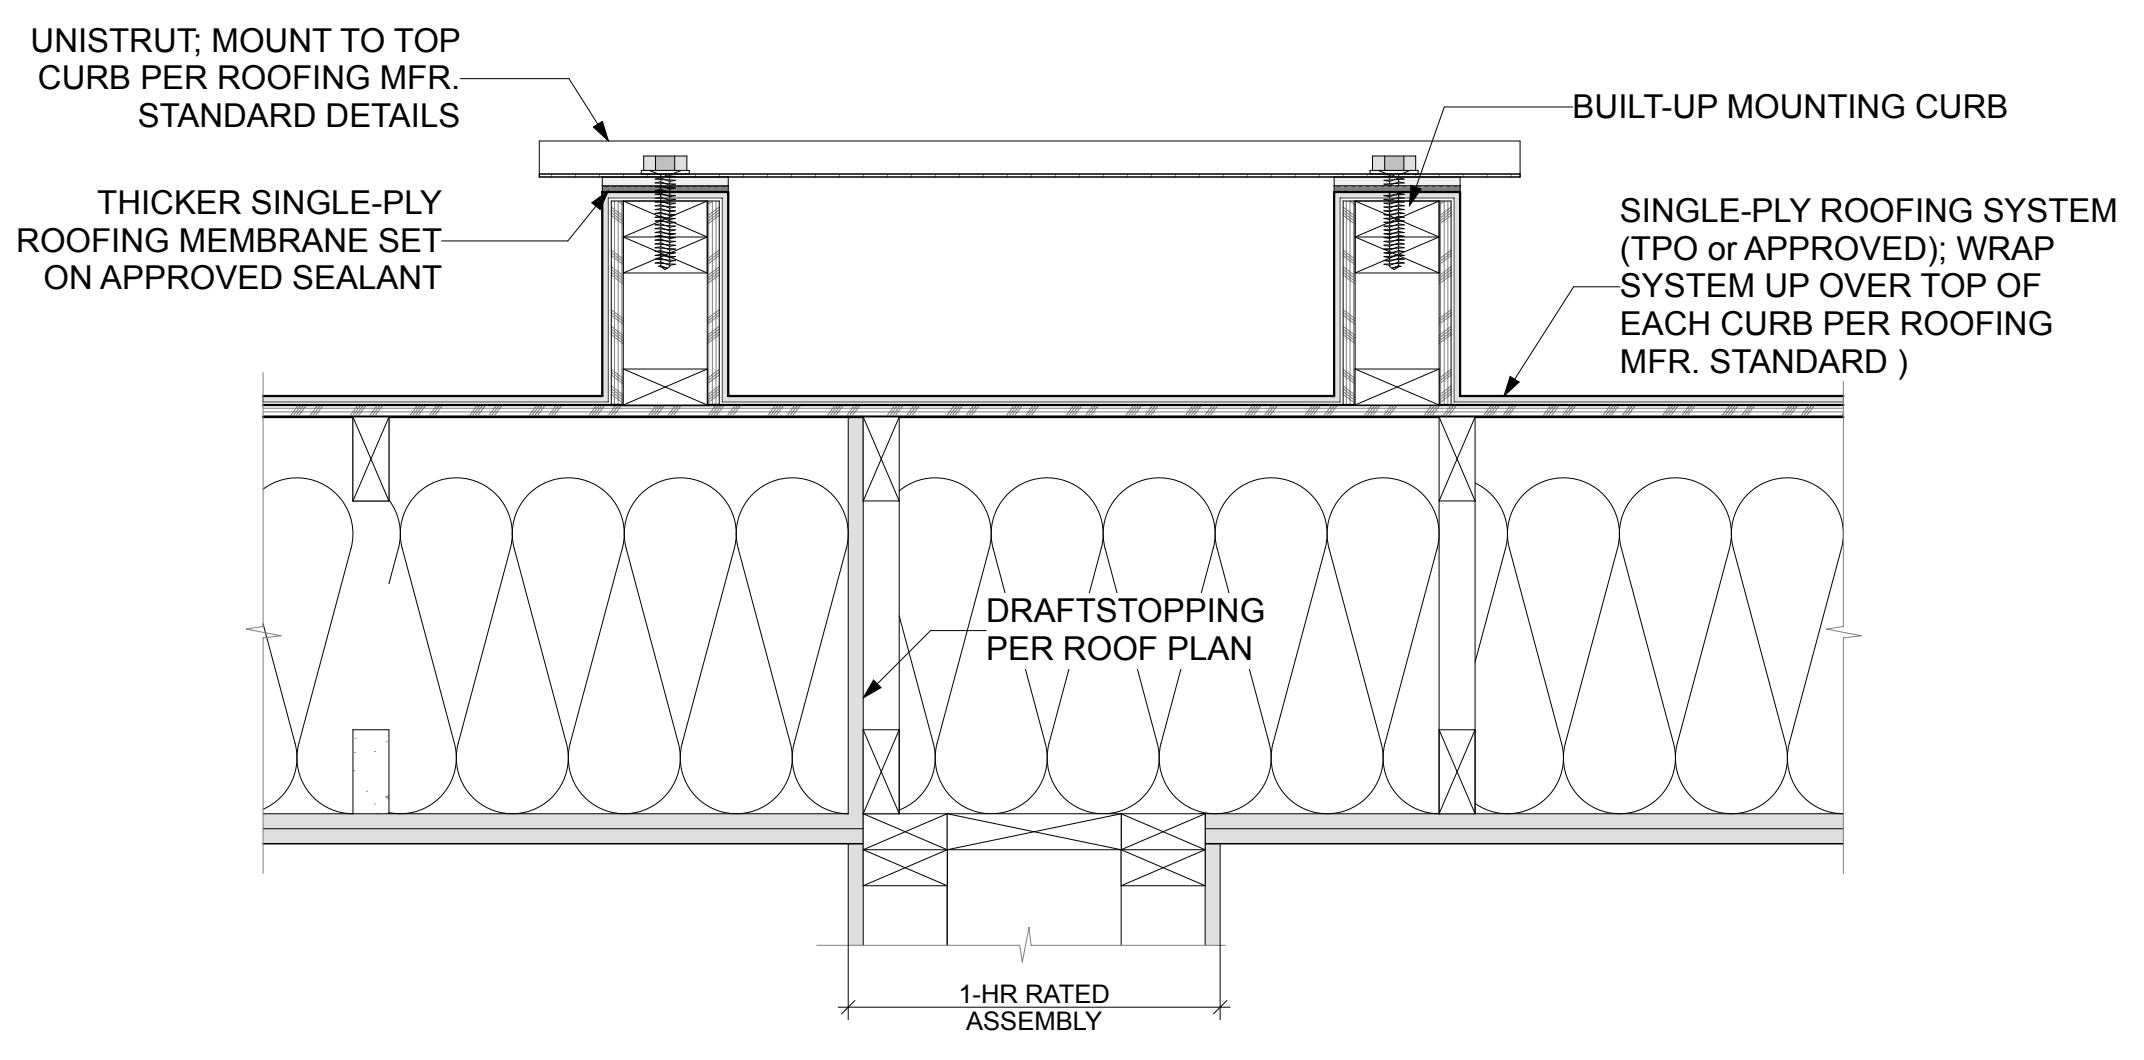 UNISTRUT; MOUNT TO TOP
CURB PER ROOFING MFR.
STANDARD DETAILS
BUILT-UP MOUNTING CURB
THICKER SINGLE-PLY
ROOFING MEMBRANE SET
ON APPROVED SEALANT
SINGLE-PLY ROOFING SYSTEM
(TPO or APPROVED); WRAP
SYSTEM UP OVER TOP OF
EACH CURB PER ROOFING
MFR. STANDARD )
DRAFTSTOPPING
PER ROOF PLAN
1-HR RATED
ASSEMBLY